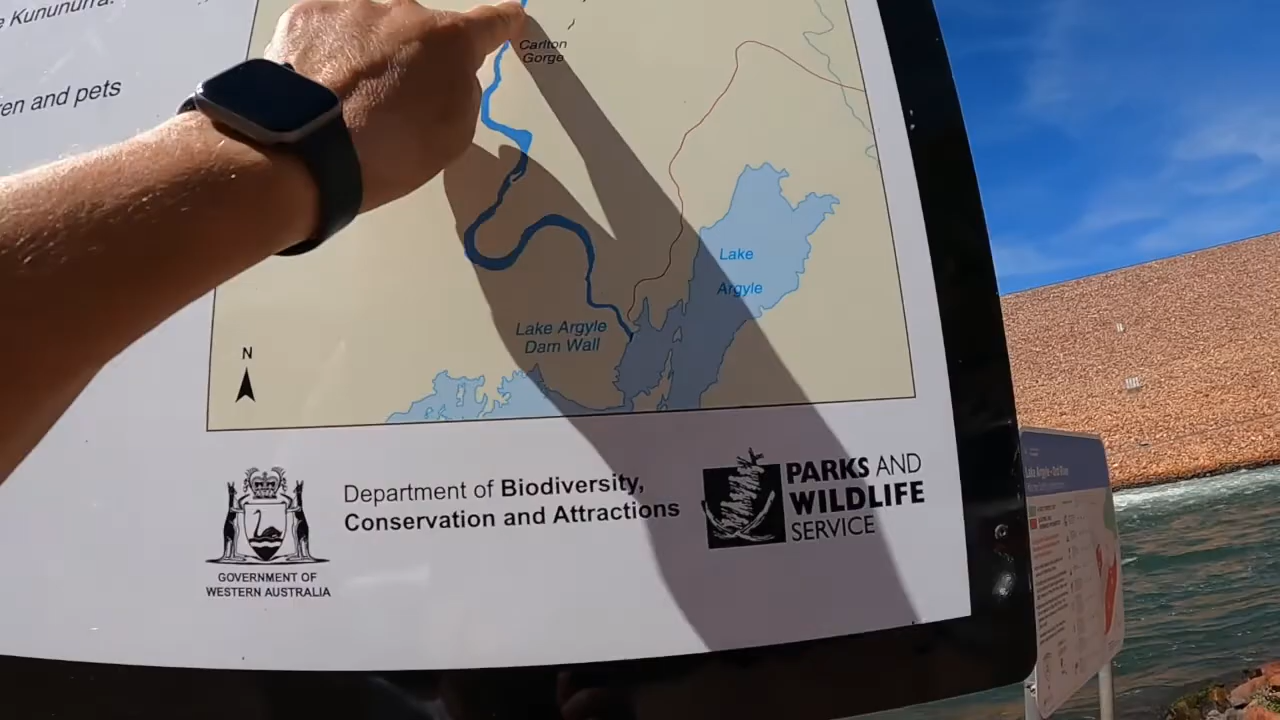 Kununurra.
ren and pets
Carlton
Gorge
Lake
Argyle
Lake Argyle
Dam Wall
N
Department of Biodiversity,
Conservation and Attractions
PARKS AND
WILDLIFE
SERVICE
GOVERNMENT OF
WESTERN AUSTRALIA